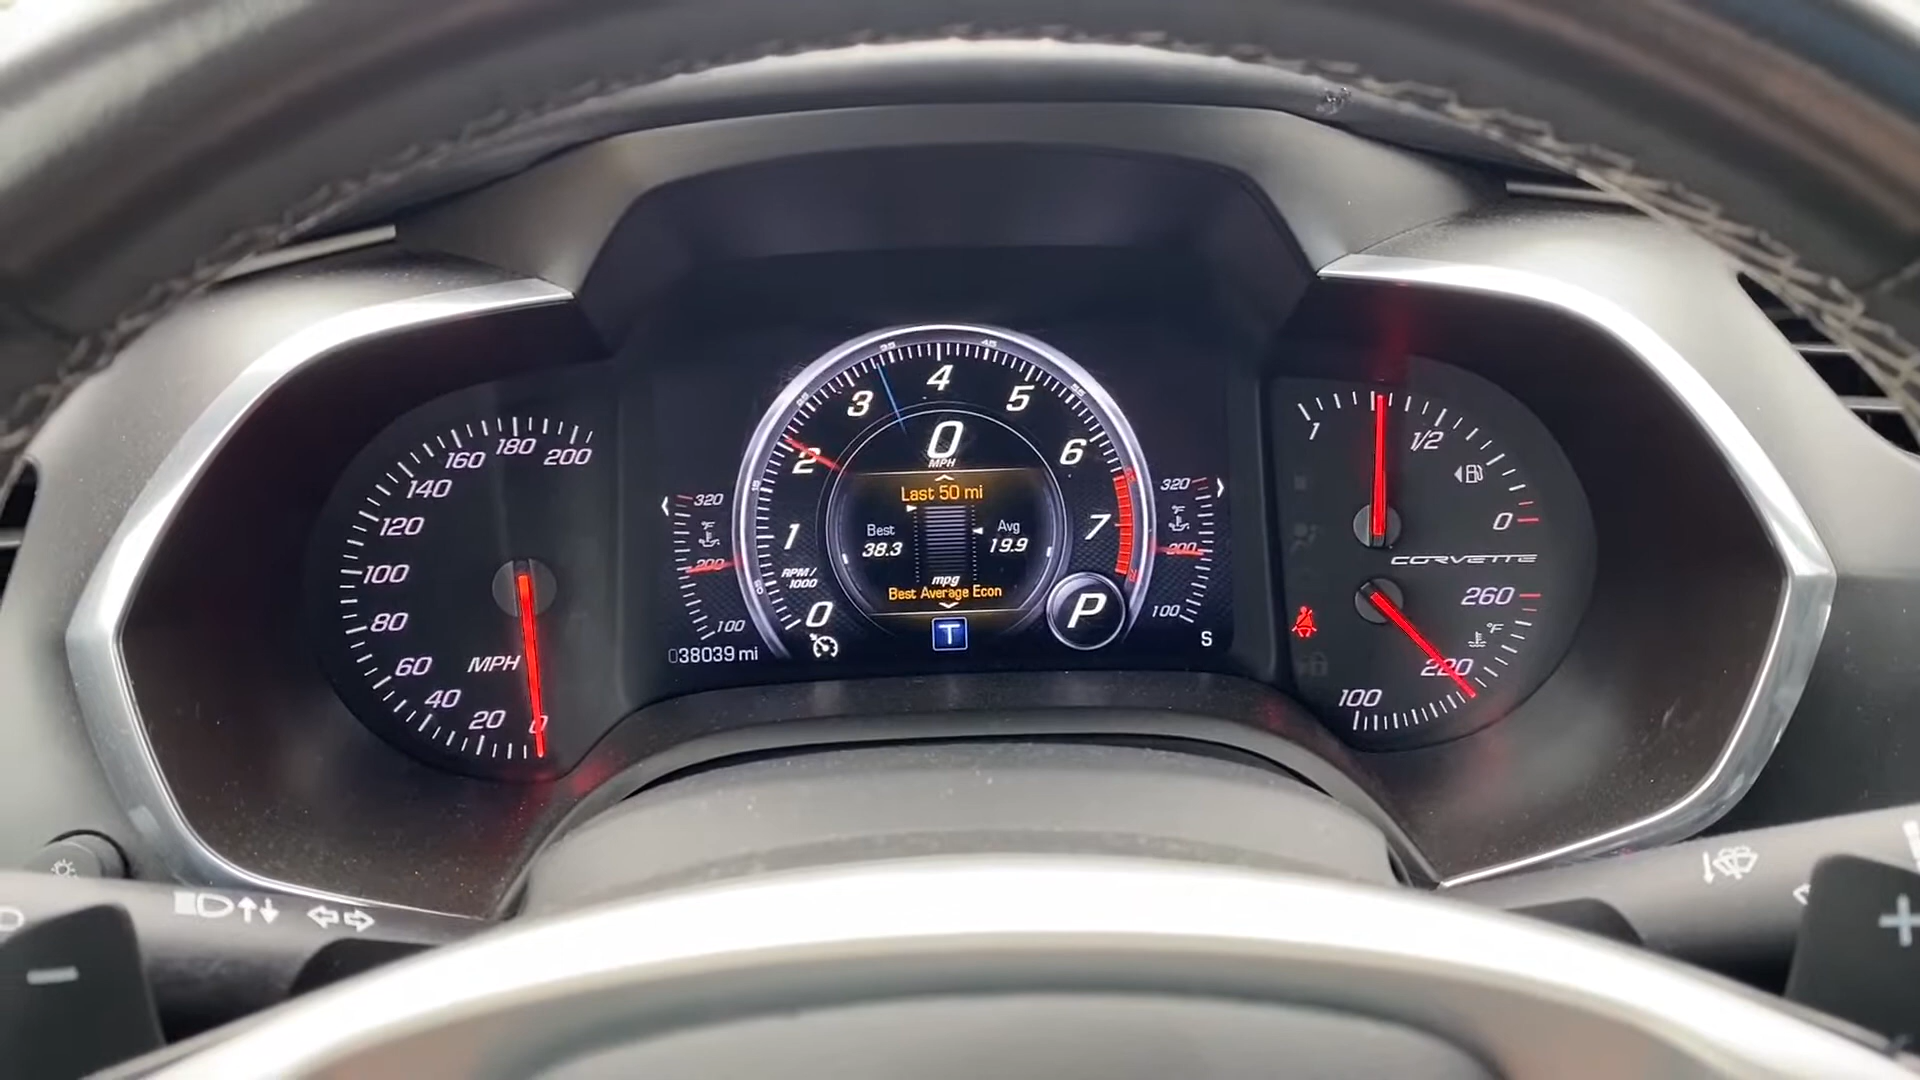 0
20
40
60
80
100
120
140
160
180
200
MPH
320
200
100
038039 mi
0
1
2
3
4
5
6
7
RPM/
1000
0
MPH
Last 50 mi
Best
38.3
Avg
19.9
mpg
Best Average Econ
T
P
320
°F
200
100
S
1
1/2
0
CORVETTE
260
°F
220
100